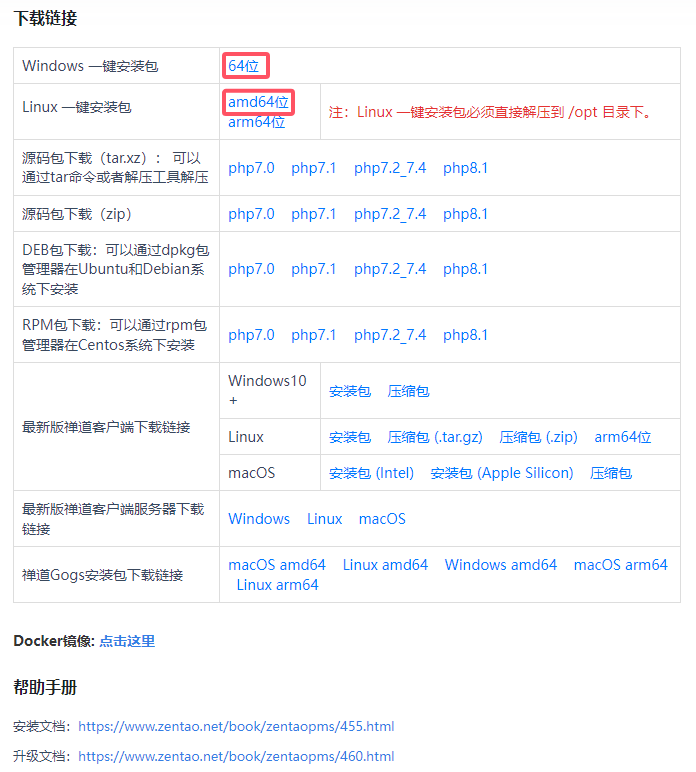 下载链接
Windows 一键安装包 64位
Linux 一键安装包 amd64位
arm64位
注：Linux 一键安装包必须直接解压到 /opt 目录下。
源码包下载（tar.xz）： 可以
通过tar命令或者解压工具解压
php7.0 php7.1 php7.2_7.4 php8.1
源码包下载（zip） php7.0 php7.1 php7.2_7.4 php8.1
DEB包下载：可以通过dpkg包
管理器在Ubuntu和Debian系
统下安装
php7.0 php7.1 php7.2_7.4 php8.1
RPM包下载：可以通过rpm包
管理器在Centos系统下安装
php7.0 php7.1 php7.2_7.4 php8.1
最新版禅道客户端下载链接
Windows10
+
安装包 压缩包
Linux 安装包 压缩包 (.tar.gz) 压缩包 (.zip) arm64位
macOS 安装包 (Intel) 安装包 (Apple Silicon) 压缩包
最新版禅道客户端服务器下载
链接
Windows Linux macOS
禅道Gogs安装包下载链接
macOS amd64 Linux amd64 Windows amd64 macOS arm64
Linux arm64
Docker镜像: 点击这里
帮助手册
安装文档：https://www.zentao.net/book/zentaopms/455.html
升级文档：https://www.zentao.net/book/zentaopms/460.html